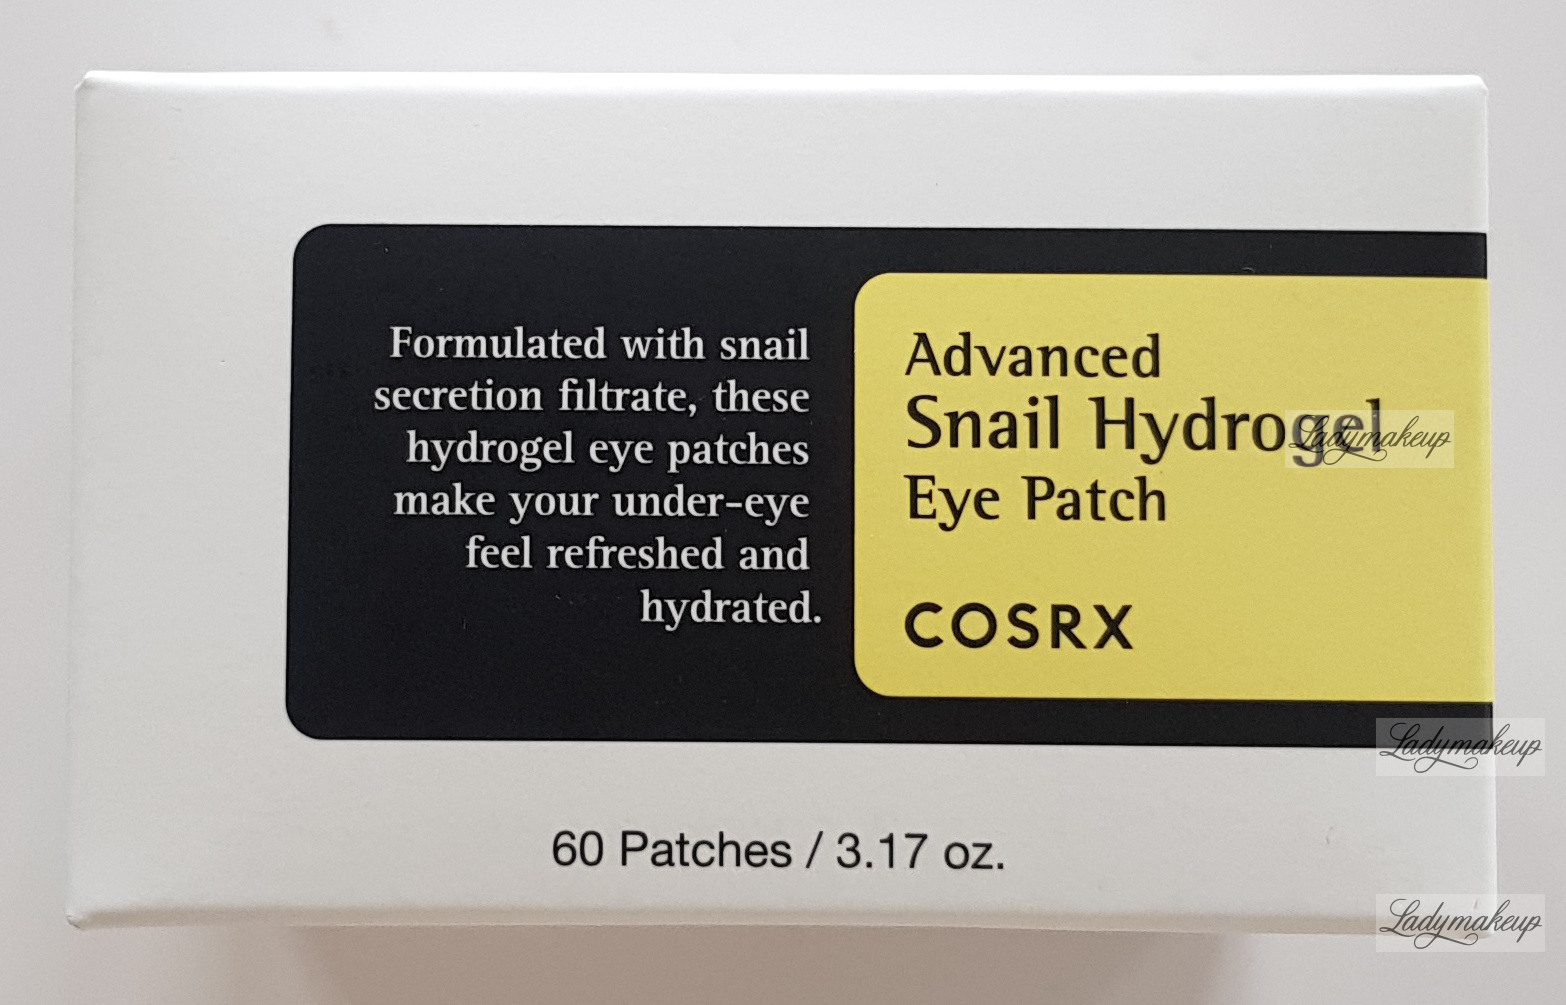 Formulated with snail
secretion filtrate, these
hydrogel eye patches
make your under-eye
feel refreshed and
hydrated.
Advanced
Snail Hydrogel
Eye Patch
COSRX
60 Patches / 3.17 oz.
Ladymakeup
Ladymakeup
Ladymakeup